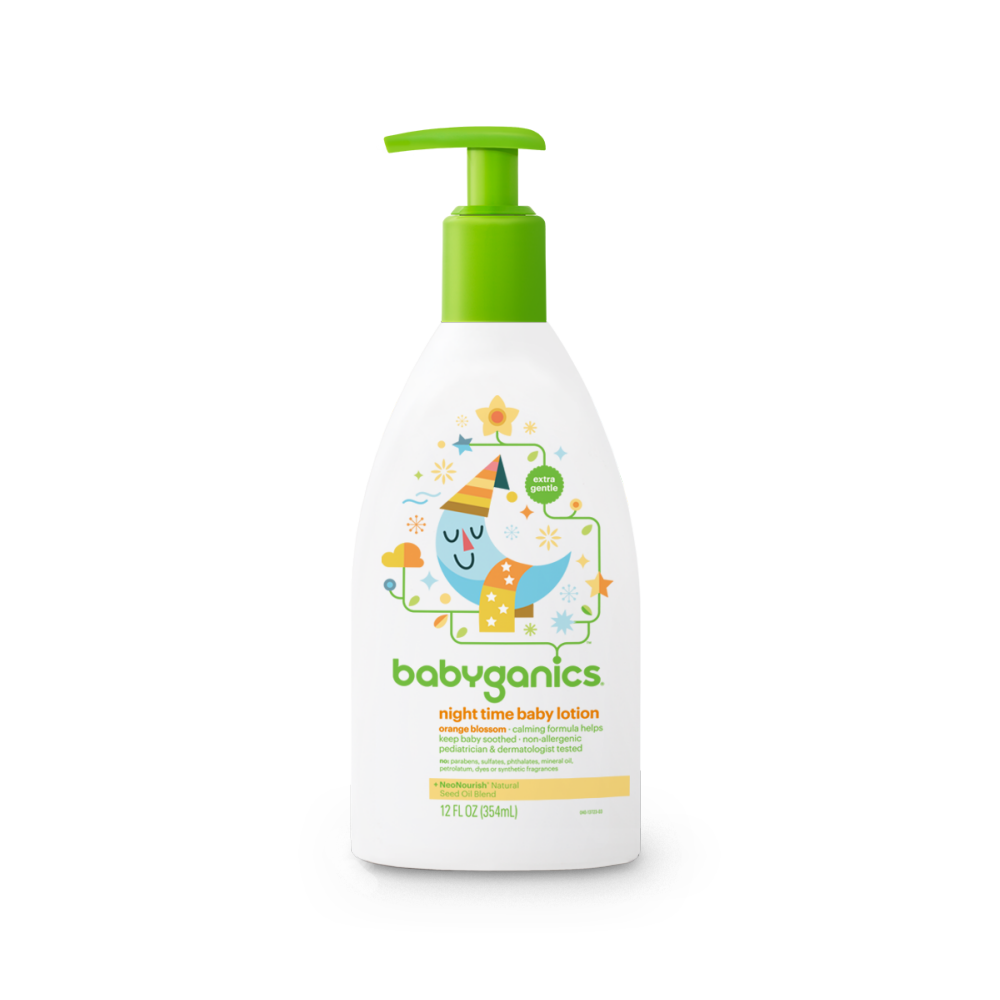 extra
gentle
babyganics®
night time baby lotion
orange blossom · calming formula helps
keep baby soothed · non-allergenic
pediatrician & dermatologist tested
no: parabens, sulfates, phthalates, mineral oil,
petrolatum, dyes or synthetic fragrances
+ NeoNourish® Natural
Seed Oil Blend
12 FL OZ (354mL)